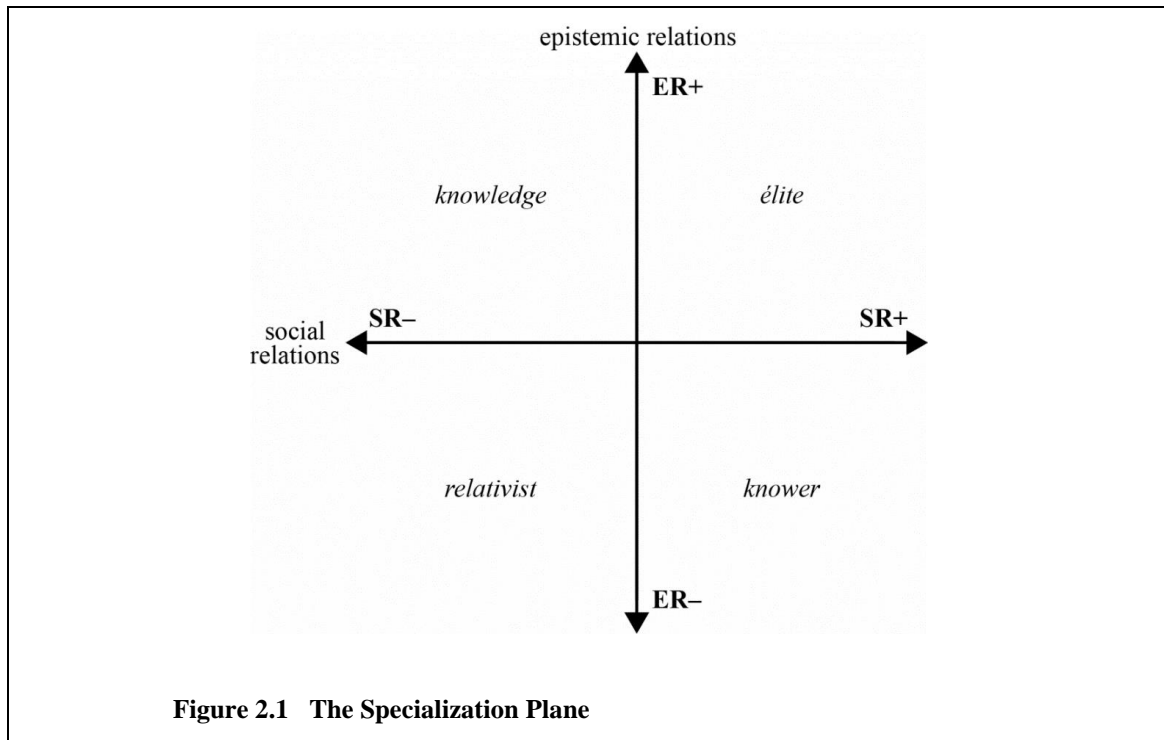 epistemic relations
ER+
knowledge
élite
SR–
SR+
social
relations
relativist
knower
ER–
Figure 2.1 The Specialization Plane